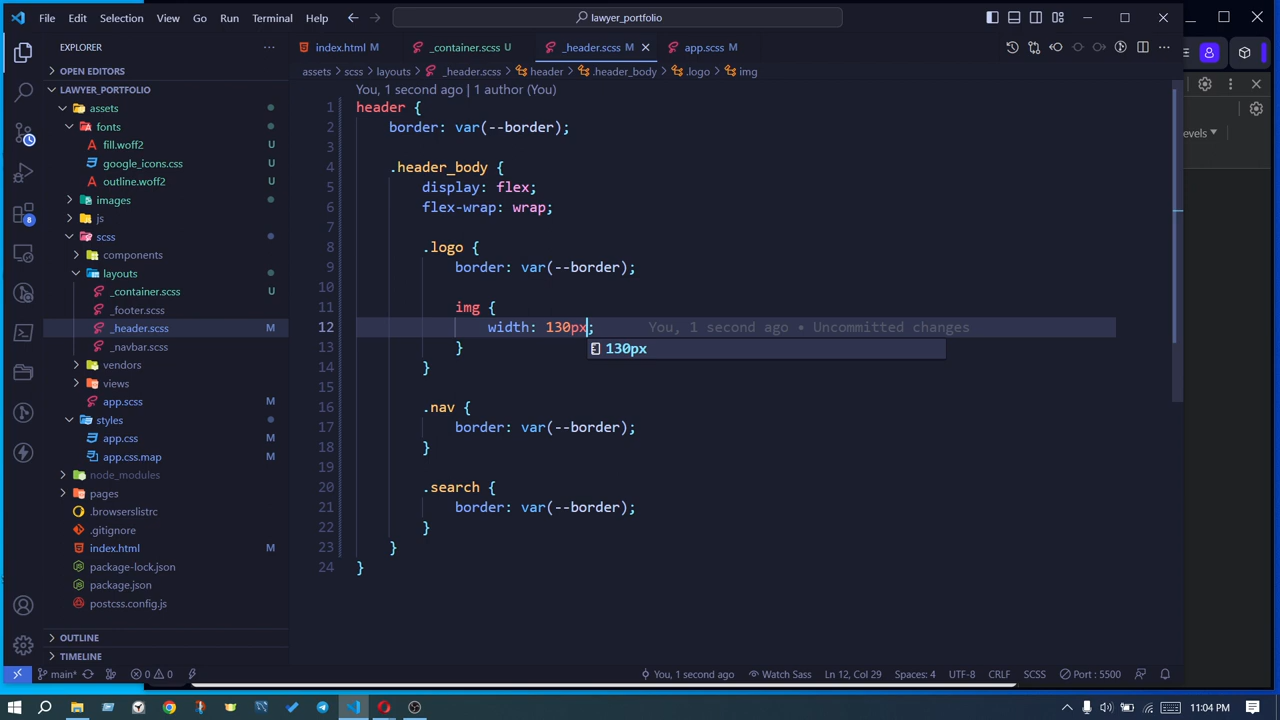 File Edit Selection View Go Run Terminal Help
lawyer_portfolio
EXPLORER
OPEN EDITORS
LAWYER_PORTFOLIO
assets
fonts
fill.woff2 U
google_icons.css U
outline.woff2 U
images
js
scss
components
layouts
_container.scss U
_footer.scss
_header.scss M
_navbar.scss
vendors
views
app.scss M
styles
app.css M
app.css.map M
node_modules
pages
.browserslistrc
.gitignore
index.html M
package-lock.json
package.json
postcss.config.js
OUTLINE
TIMELINE
index.html M _container.scss U _header.scss M app.scss M
assets > scss > layouts > _header.scss > header > .header_body > .logo > img
You, 1 second ago | 1 author (You)
1 header {
2 border: var(--border);
3
4 .header_body {
5 display: flex;
6 flex-wrap: wrap;
7
8 .logo {
9 border: var(--border);
10
11 img {
12 width: 130px; You, 1 second ago • Uncommitted changes
130px
13 }
14 }
15
16 .nav {
17 border: var(--border);
18 }
19
20 .search {
21 border: var(--border);
22 }
23 }
24 }
evels
8
main* 0 0 You, 1 second ago Watch Sass Ln 12, Col 29 Spaces: 4 UTF-8 CRLF SCSS Port : 5500
11:04 PM